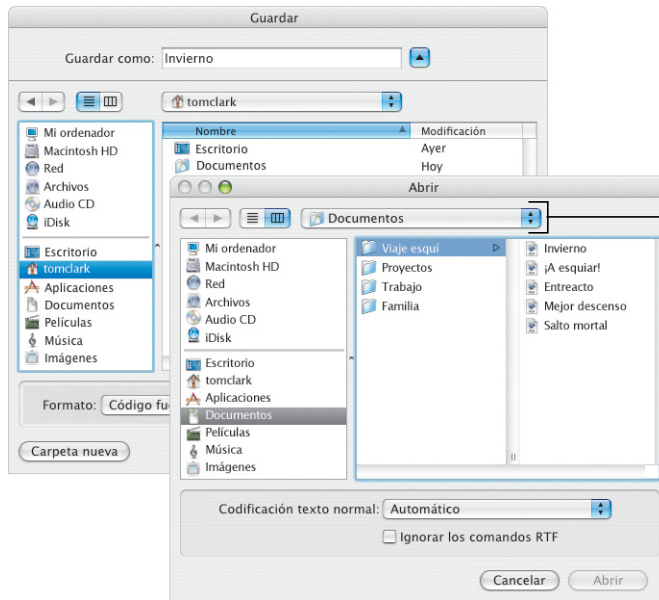 Guardar
Guardar como: Invierno
tomclark
Mi ordenador
Macintosh HD
Red
Archivos
Audio CD
iDisk
Escritorio
tomclark
Aplicaciones
Documentos
Películas
Música
Imágenes
Nombre Modificación
Escritorio Ayer
Documentos Hoy
Formato: Código fu
Carpeta nueva
Abrir
Documentos
Mi ordenador
Macintosh HD
Red
Archivos
Audio CD
iDisk
Escritorio
tomclark
Aplicaciones
Documentos
Películas
Música
Imágenes
Viaje esquí
Proyectos
Trabajo
Familia
Invierno
¡A esquiar!
Entreacto
Mejor descenso
Salto mortal
Codificación texto normal: Automático
Ignorar los comandos RTF
Cancelar Abrir